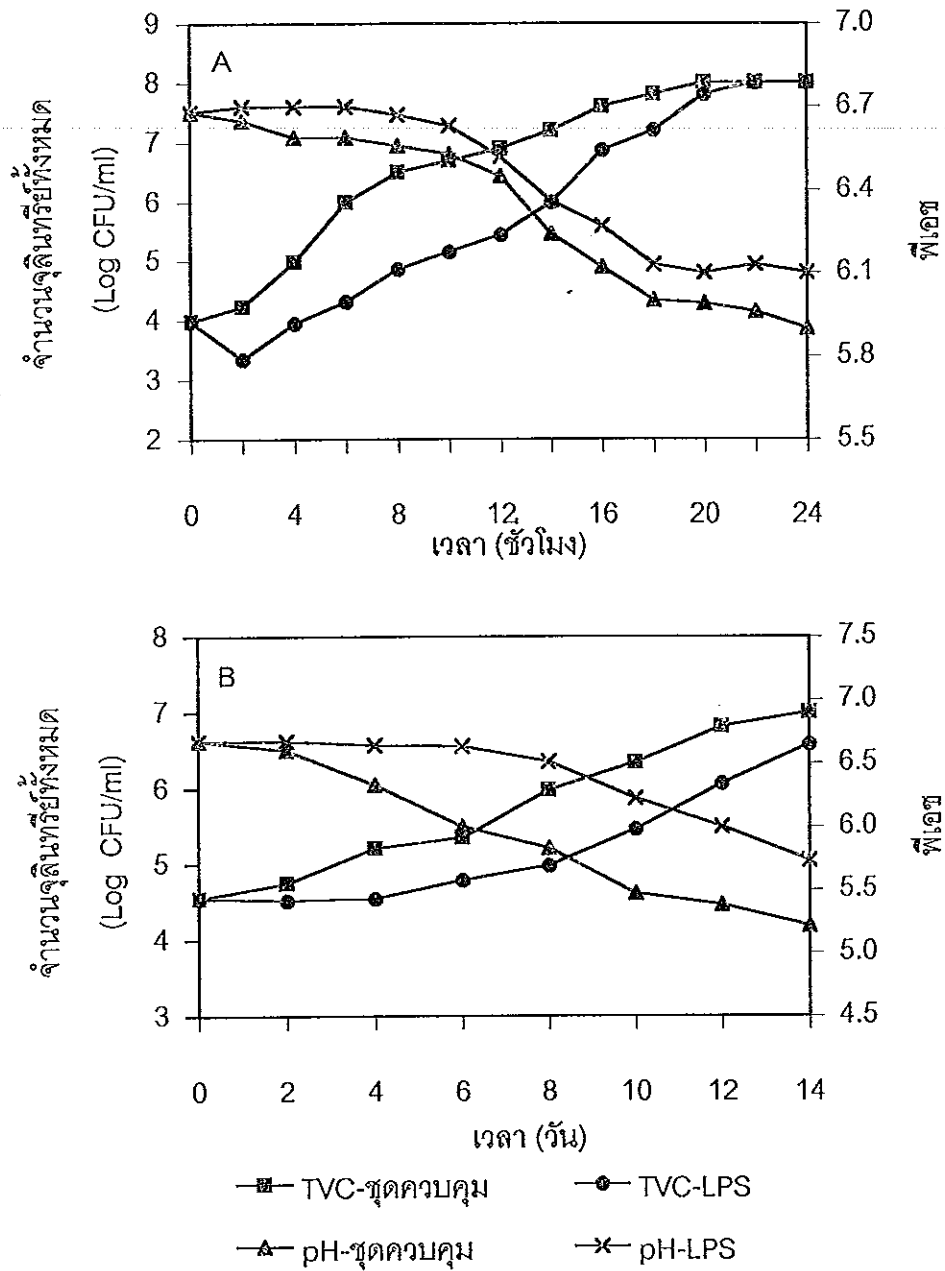 A
9
8
7
6
5
4
3
2
7.0
6.7
6.4
6.1
5.8
5.5
จำนวนจุลินทรีย์ทั้งหมด
(Log CFU/ml)
พีเอช
0 4 8 12 16 20 24
เวลา (ชั่วโมง)
B
8
7
6
5
4
3
7.5
7.0
6.5
6.0
5.5
5.0
4.5
จำนวนจุลินทรีย์ทั้งหมด
(Log CFU/ml)
พีเอช
0 2 4 6 8 10 12 14
เวลา (วัน)
TVC-ชุดควบคุม TVC-LPS
pH-ชุดควบคุม pH-LPS